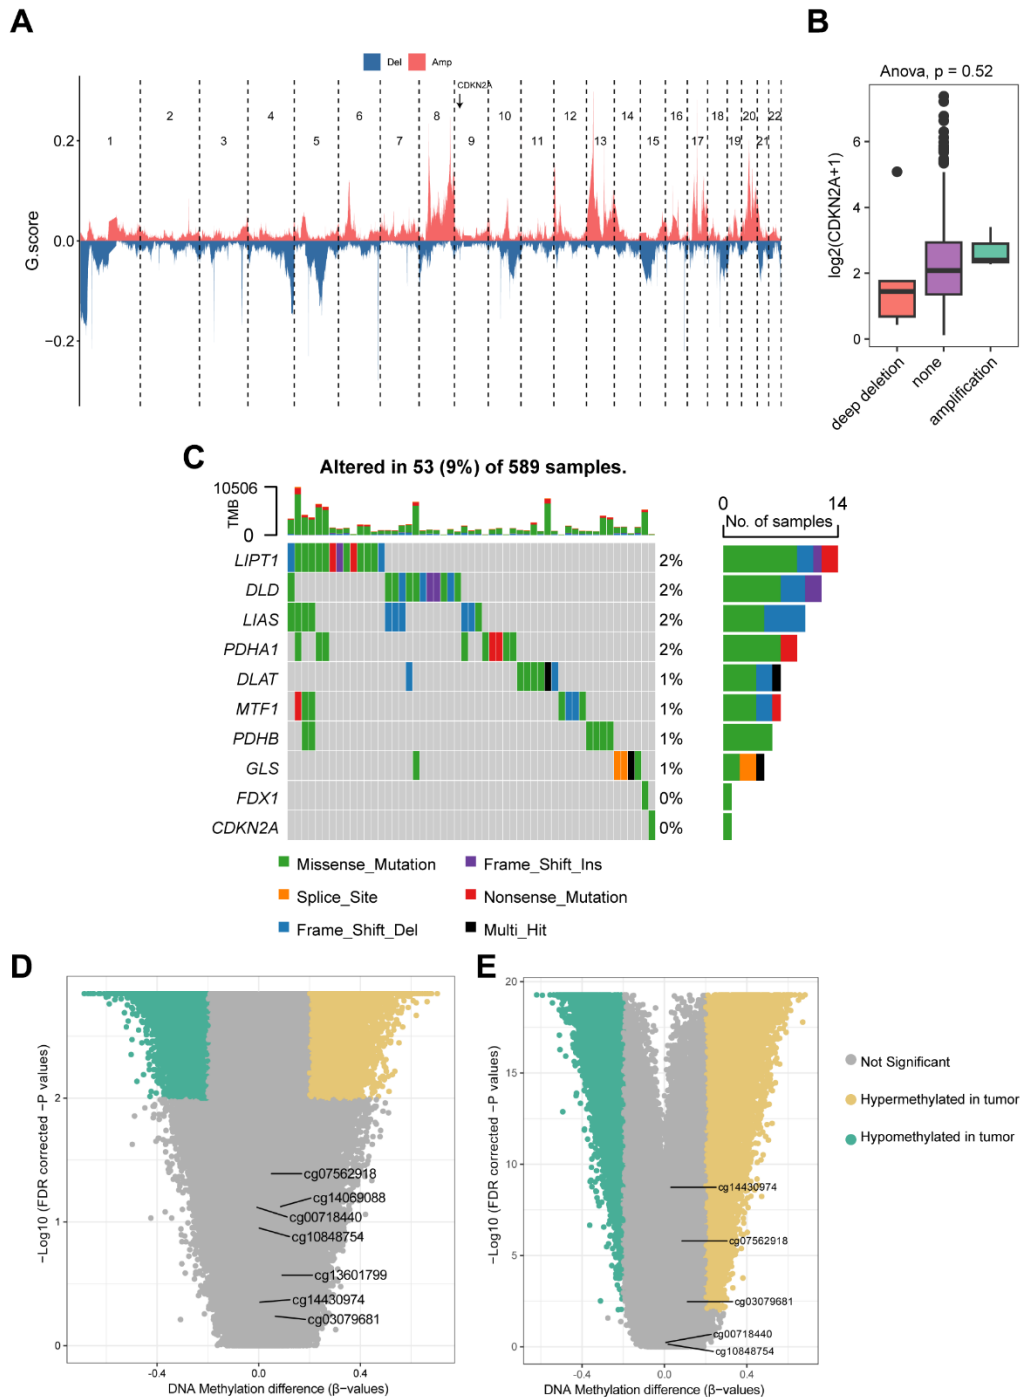 A
Del
Amp
CDKN2A
1
2
3
4
5
6
7
8
9
10
11
12
13
14
15
16
17
18
19
20
21
22
G.score
0.2
0.0
−0.2
B
Anova, p = 0.52
log2(CDKN2A+1)
6
4
2
0
deep deletion
none
amplification
C
Altered in 53 (9%) of 589 samples.
TMB
10506
0
0
14
No. of samples
LIPT1
2%
DLD
2%
LIAS
2%
PDHA1
2%
DLAT
1%
MTF1
1%
PDHB
1%
GLS
1%
FDX1
0%
CDKN2A
0%
Missense_Mutation
Frame_Shift_Ins
Splice_Site
Nonsense_Mutation
Frame_Shift_Del
Multi_Hit
D
−Log10 (FDR corrected −P values)
2
1
0
cg07562918
cg14069088
cg00718440
cg10848754
cg13601799
cg14430974
cg03079681
-0.4
0.0
0.4
DNA Methylation difference (β−values)
E
−Log10 (FDR corrected −P values)
20
15
10
5
0
cg14430974
cg07562918
cg03079681
cg00718440
cg10848754
-0.4
0.0
0.4
DNA Methylation difference (β−values)
Not Significant
Hypermethylated in tumor
Hypomethylated in tumor